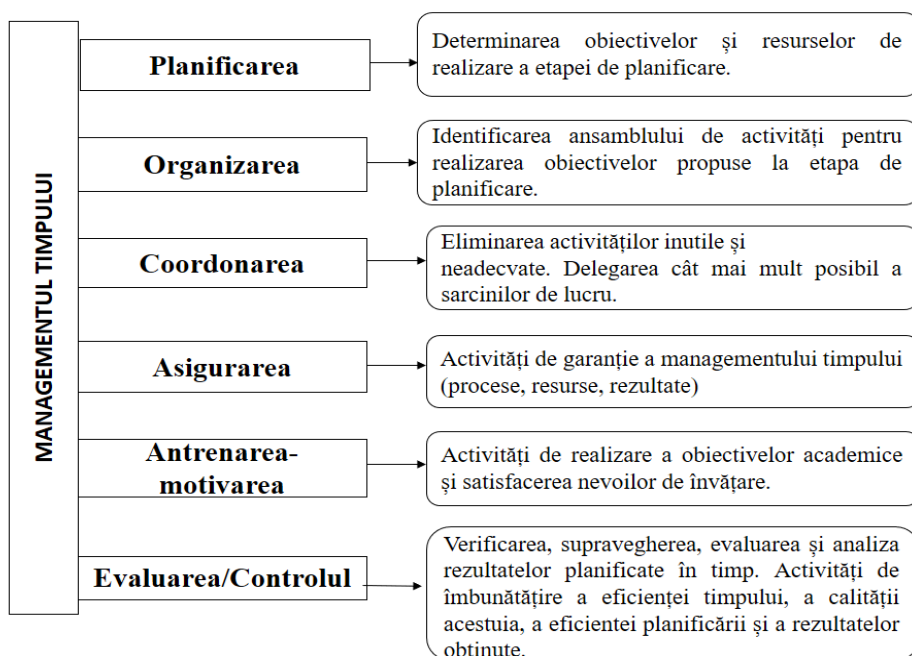 MANAGEMENTUL TIMPULUI
Planificarea
Determinarea obiectivelor și resurselor de
realizare a etapei de planificare.
Organizarea
Identificarea ansamblului de activități pentru
realizarea obiectivelor propuse la etapa de
planificare.
Coordonarea
Eliminarea activităților inutile și
neadecvate. Delegarea cât mai mult posibil a
sarcinilor de lucru.
Asigurarea
Activități de garanție a managementului timpului
(procese, resurse, rezultate)
Antrenarea-
motivarea
Activități de realizare a obiectivelor academice
și satisfacerea nevoilor de învățare.
Evaluarea/Controlul
Verificarea, supravegherea, evaluarea și analiza
rezultatelor planificate în timp. Activități de
îmbunătățire a eficienței timpului, a calității
acestuia, a eficientei planificării și a rezultatelor
obținute.